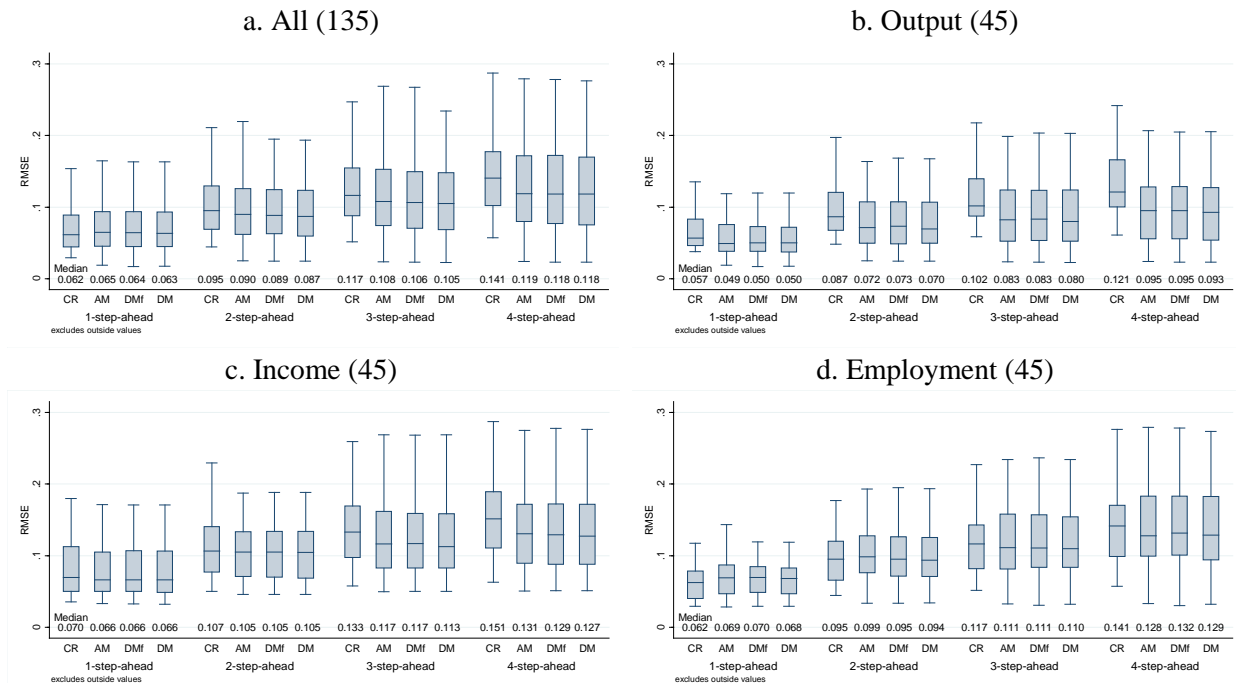 a. All (135)
.3
.2
.1
0
RMSE
Median
0.062 0.065 0.064 0.063 0.095 0.090 0.089 0.087 0.117 0.108 0.106 0.105 0.141 0.119 0.118 0.118
CR AM DMf DM CR AM DMf DM CR AM DMf DM CR AM DMf DM
1-step-ahead 2-step-ahead 3-step-ahead 4-step-ahead
excludes outside values
b. Output (45)
.3
.2
.1
0
RMSE
Median
0.057 0.049 0.050 0.050 0.087 0.072 0.073 0.070 0.102 0.083 0.083 0.080 0.121 0.095 0.095 0.093
CR AM DMf DM CR AM DMf DM CR AM DMf DM CR AM DMf DM
1-step-ahead 2-step-ahead 3-step-ahead 4-step-ahead
excludes outside values
c. Income (45)
.3
.2
.1
0
RMSE
Median
0.070 0.066 0.066 0.066 0.107 0.105 0.105 0.105 0.133 0.117 0.117 0.113 0.151 0.131 0.129 0.127
CR AM DMf DM CR AM DMf DM CR AM DMf DM CR AM DMf DM
1-step-ahead 2-step-ahead 3-step-ahead 4-step-ahead
excludes outside values
d. Employment (45)
.3
.2
.1
0
RMSE
Median
0.062 0.069 0.070 0.068 0.095 0.099 0.095 0.094 0.117 0.111 0.111 0.110 0.141 0.128 0.132 0.129
CR AM DMf DM CR AM DMf DM CR AM DMf DM CR AM DMf DM
1-step-ahead 2-step-ahead 3-step-ahead 4-step-ahead
excludes outside values